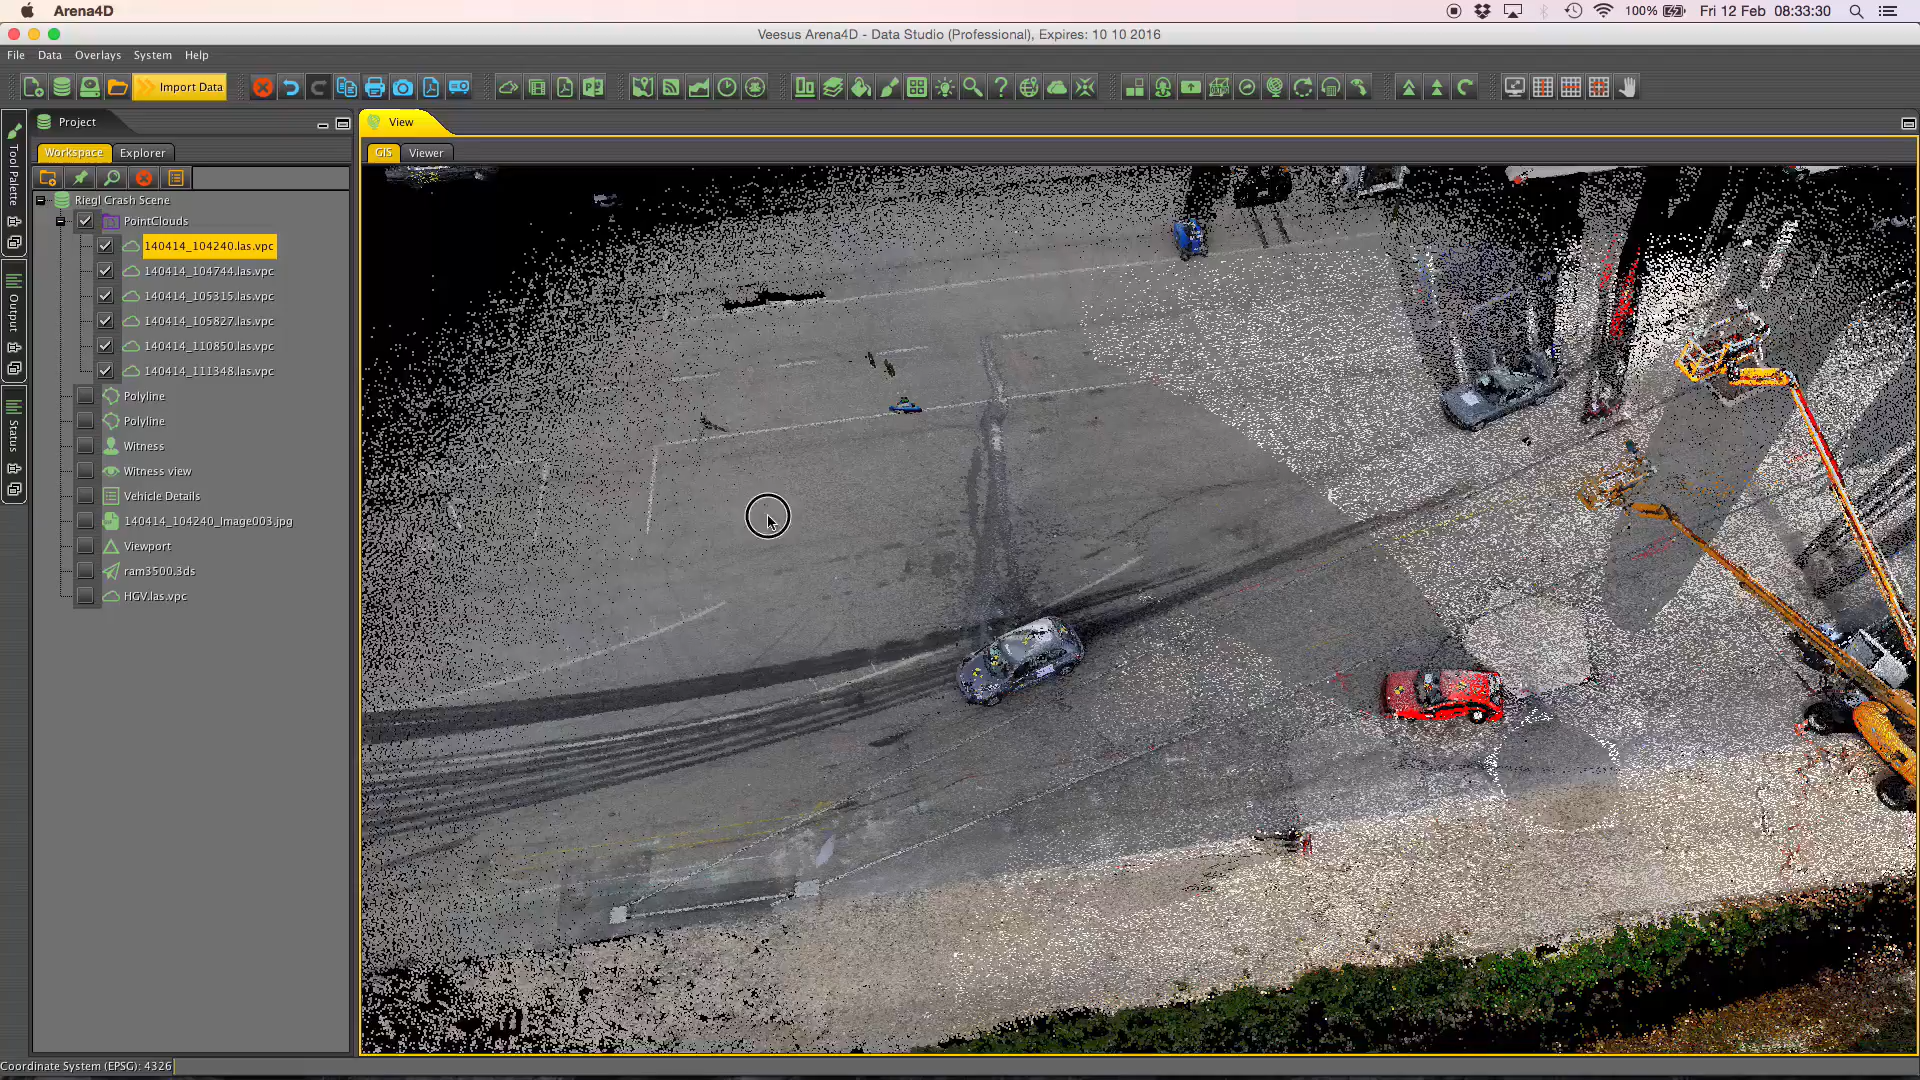 Arena4D
100%
Fri 12 Feb 08:33:30
Veesus Arena4D - Data Studio (Professional), Expires: 10 10 2016
File Data Overlays System Help
Import Data
Project
View
Workspace Explorer
GIS Viewer
Tool Palette
Output
Status
Riegl Crash Scene
PointClouds
140414_104240.las.vpc
140414_104744.las.vpc
140414_105315.las.vpc
140414_105827.las.vpc
140414_110850.las.vpc
140414_111348.las.vpc
Polyline
Polyline
Witness
Witness view
Vehicle Details
140414_104240_Image003.jpg
Viewport
ram3500.3ds
HGV.las.vpc
Coordinate System (EPSG): 4326